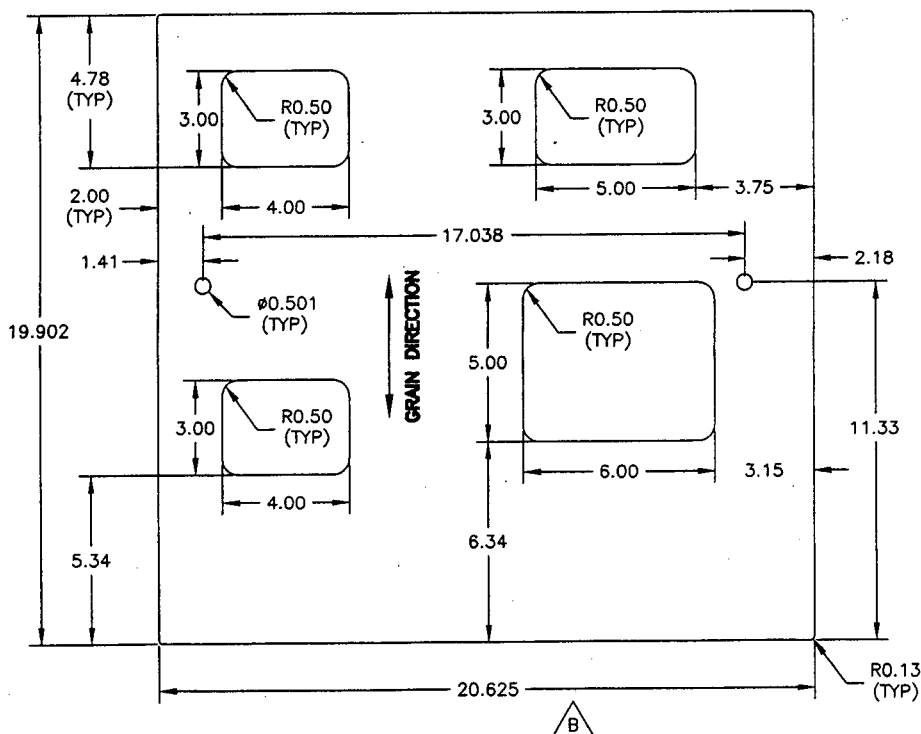 4.78
(TYP)
3.00
R0.50
(TYP)
3.00
R0.50
(TYP)
2.00
(TYP)
4.00
5.00
3.75
17.038
1.41
2.18
ø0.501
(TYP)
GRAIN DIRECTION
R0.50
(TYP)
19.902
5.00
3.00
R0.50
(TYP)
11.33
6.00
3.15
4.00
5.34
6.34
20.625
R0.13
(TYP)
B